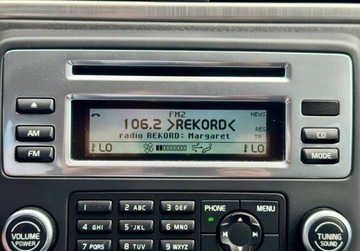 FM2
NEWS
106.2 >REKORD<
REG
TP
radio REKORD: Margaret
LO
LO
AM
FM
CD
MODE
VOLUME
POWER
1
2 ABC
3 DEF
4 GHI
5 JKL
6 MNO
7 PQRS
8 TUV
9 WXYZ
PHONE
MENU
TUNING
SOUND